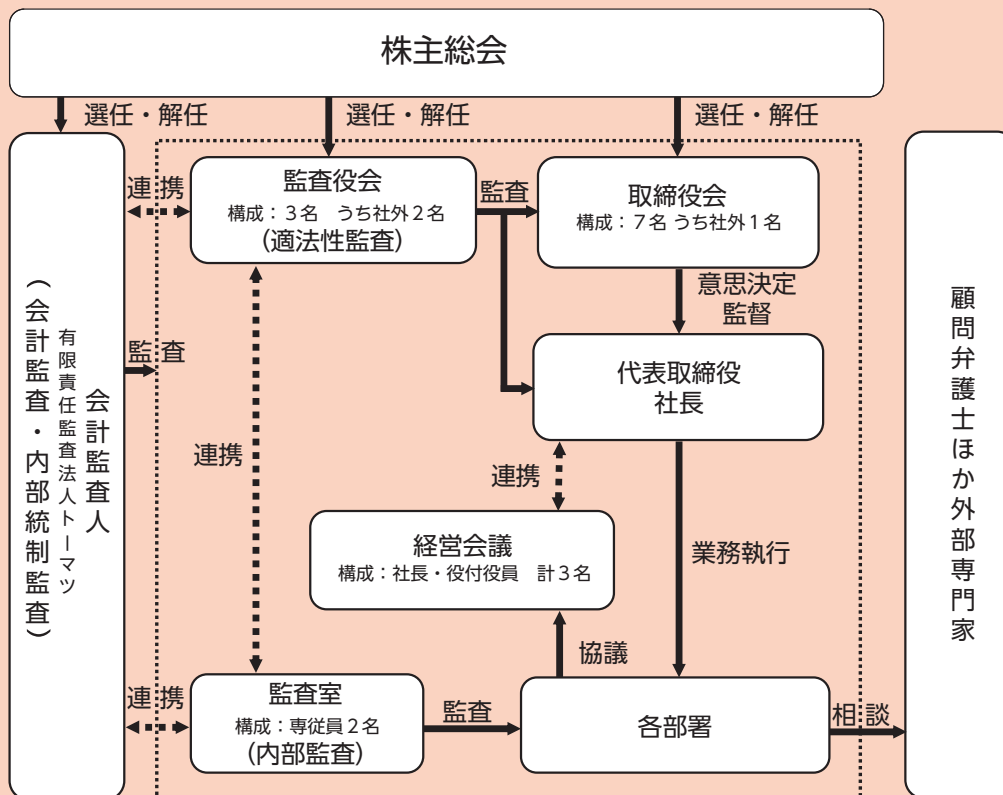 株主総会
選任・解任
選任・解任
選任・解任
監査役会
構成：３名　うち社外２名
(適法性監査)
連携
監査
取締役会
構成：７名 うち社外１名
意思決定
監督
代表取締役
社長
会計監査人
有限責任監査法人トーマツ
(会計監査・内部統制監査)
監査
連携
連携
経営会議
構成：社長・役付役員　計３名
業務執行
協議
連携
監査室
構成：専従員２名
(内部監査)
監査
各部署
相談
顧問弁護士ほか外部専門家